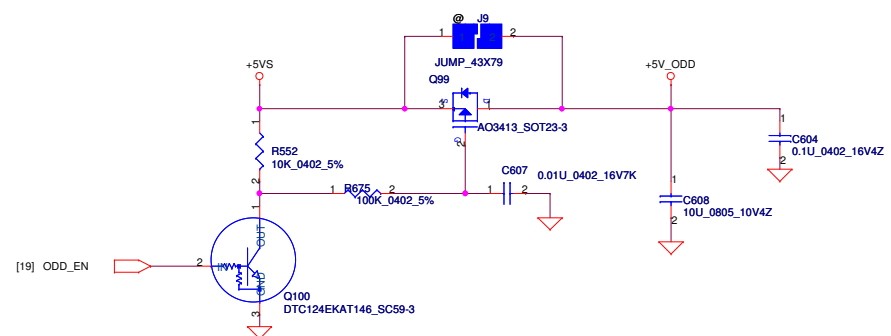 @ J9
1 2
JUMP_43X79
+5VS
+5V_ODD
Q99
3 S
D 1
G
2
AO3413_SOT23-3
1
R552
10K_0402_5%
2
1
C604
0.1U_0402_16V4Z
2
1 R675 2
100K_0402_5%
1 C607 2
0.01U_0402_16V7K
1
C608
10U_0805_10V4Z
2
1
OUT
[19] ODD_EN
2 IN
GND
3
Q100
DTC124EKAT146_SC59-3